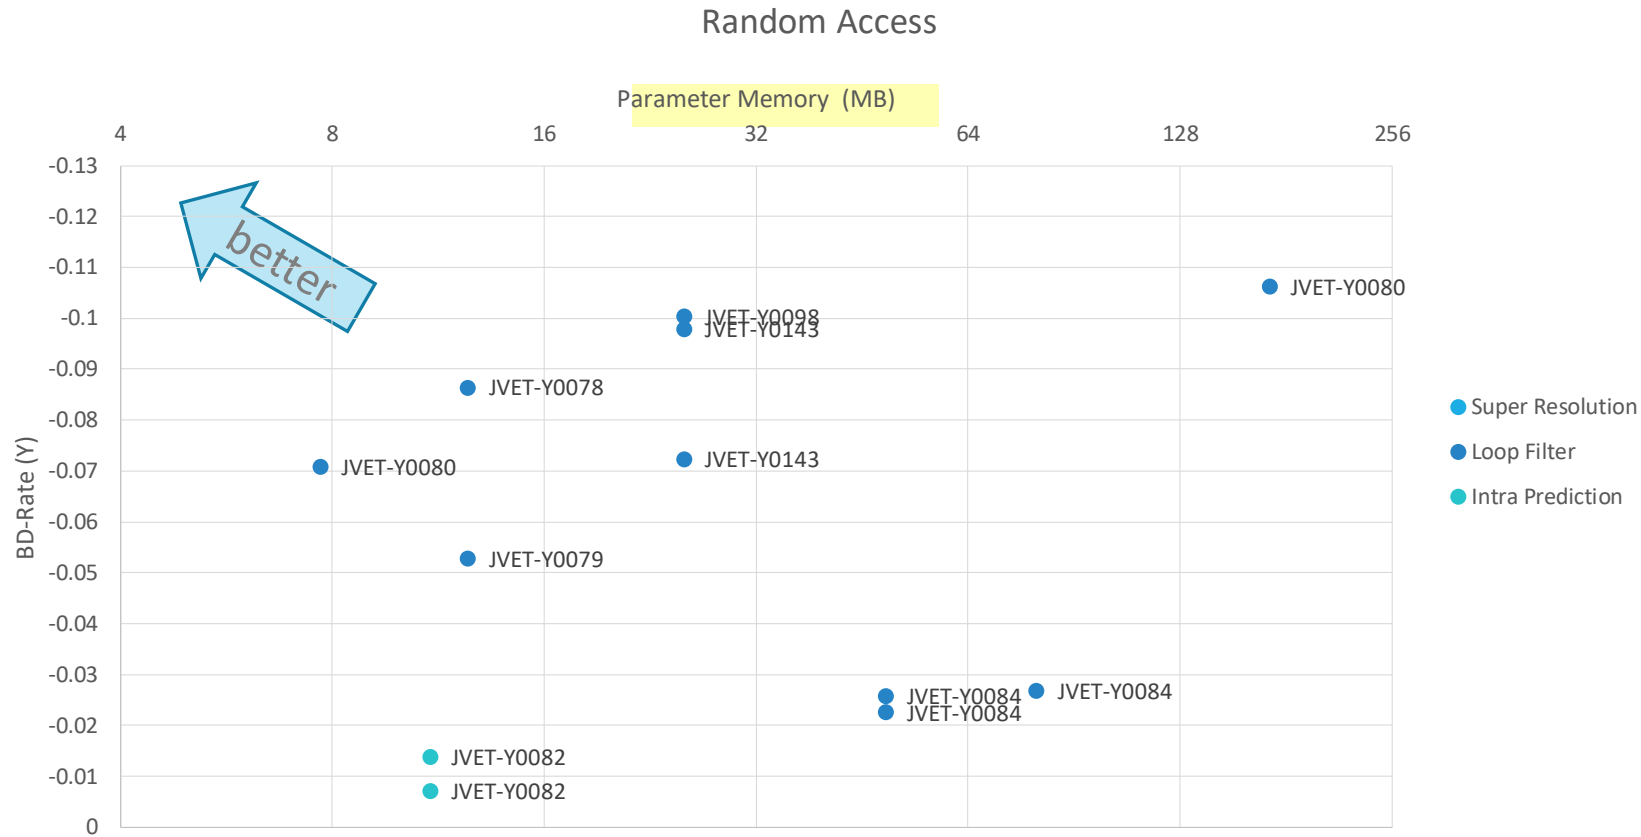 Random Access
Parameter Memory  (MB)
4 8 16 32 64 128 256
-0.13
-0.12
better
-0.11
JVET-Y0080
-0.1
JVET-Y0098
JVET-Y0143
-0.09
JVET-Y0078
-0.08
JVET-Y0143
-0.07
JVET-Y0080
-0.06
JVET-Y0079
-0.05
-0.04
-0.03
JVET-Y0084
JVET-Y0084
JVET-Y0084
-0.02
JVET-Y0082
-0.01
JVET-Y0082
0
BD-Rate (Y)
Super Resolution
Loop Filter
Intra Prediction